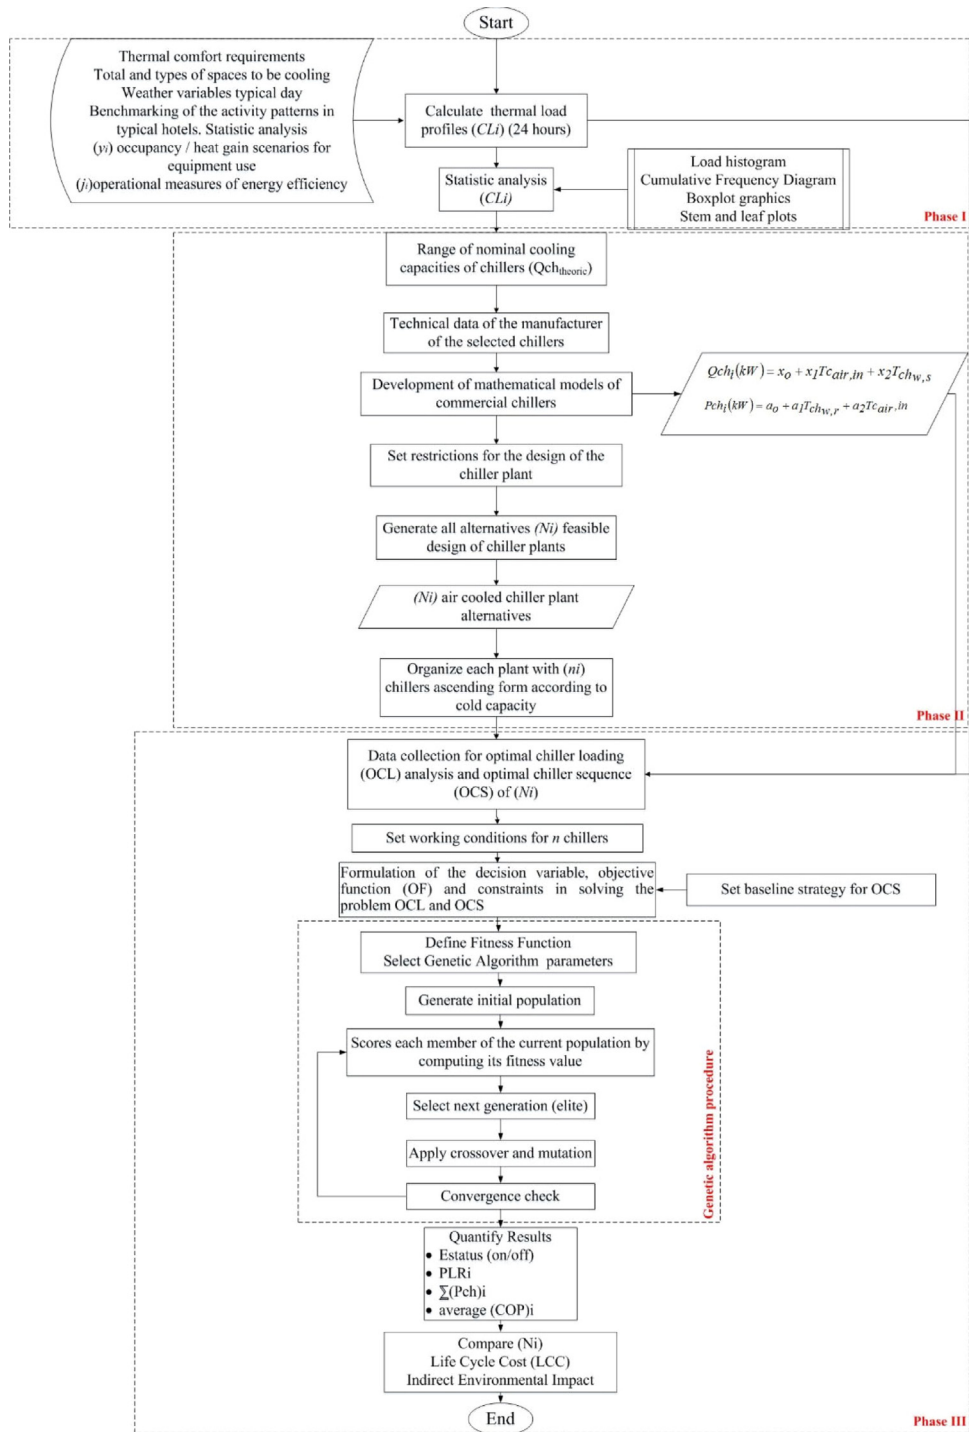 Start
Thermal comfort requirements
Total and types of spaces to be cooling
Weather variables typical day
Benchmarking of the activity patterns in
typical hotels. Statistic analysis
(yi) occupancy / heat gain scenarios for
equipment use
(ji)operational measures of energy efficiency
Calculate thermal load
profiles (CLi) (24 hours)
Statistic analysis
(CLi)
Load histogram
Cumulative Frequency Diagram
Boxplot graphics
Stem and leaf plots
Phase I
Range of nominal cooling
capacities of chillers (Qchtheoric)
Technical data of the manufacturer
of the selected chillers
Development of mathematical models of
commercial chillers
Qchi(kW) = xo + x1Tcair,in + x2Tchw,s
Pchi(kW) = ao + a1Tchw,r + a2Tcair,in
Set restrictions for the design of the
chiller plant
Generate all alternatives (Ni) feasible
design of chiller plants
(Ni) air cooled chiller plant
alternatives
Organize each plant with (ni)
chillers ascending form according to
cold capacity
Phase II
Data collection for optimal chiller loading
(OCL) analysis and optimal chiller sequence
(OCS) of (Ni)
Set working conditions for n chillers
Formulation of the decision variable, objective
function (OF) and constraints in solving the
problem OCL and OCS
Set baseline strategy for OCS
Define Fitness Function
Select Genetic Algorithm parameters
Generate initial population
Scores each member of the current population by
computing its fitness value
Select next generation (elite)
Apply crossover and mutation
Convergence check
Genetic algorithm procedure
Quantify Results
• Estatus (on/off)
• PLRi
• ∑(Pch)i
• average (COP)i
Compare (Ni)
Life Cycle Cost (LCC)
Indirect Environmental Impact
End
Phase III